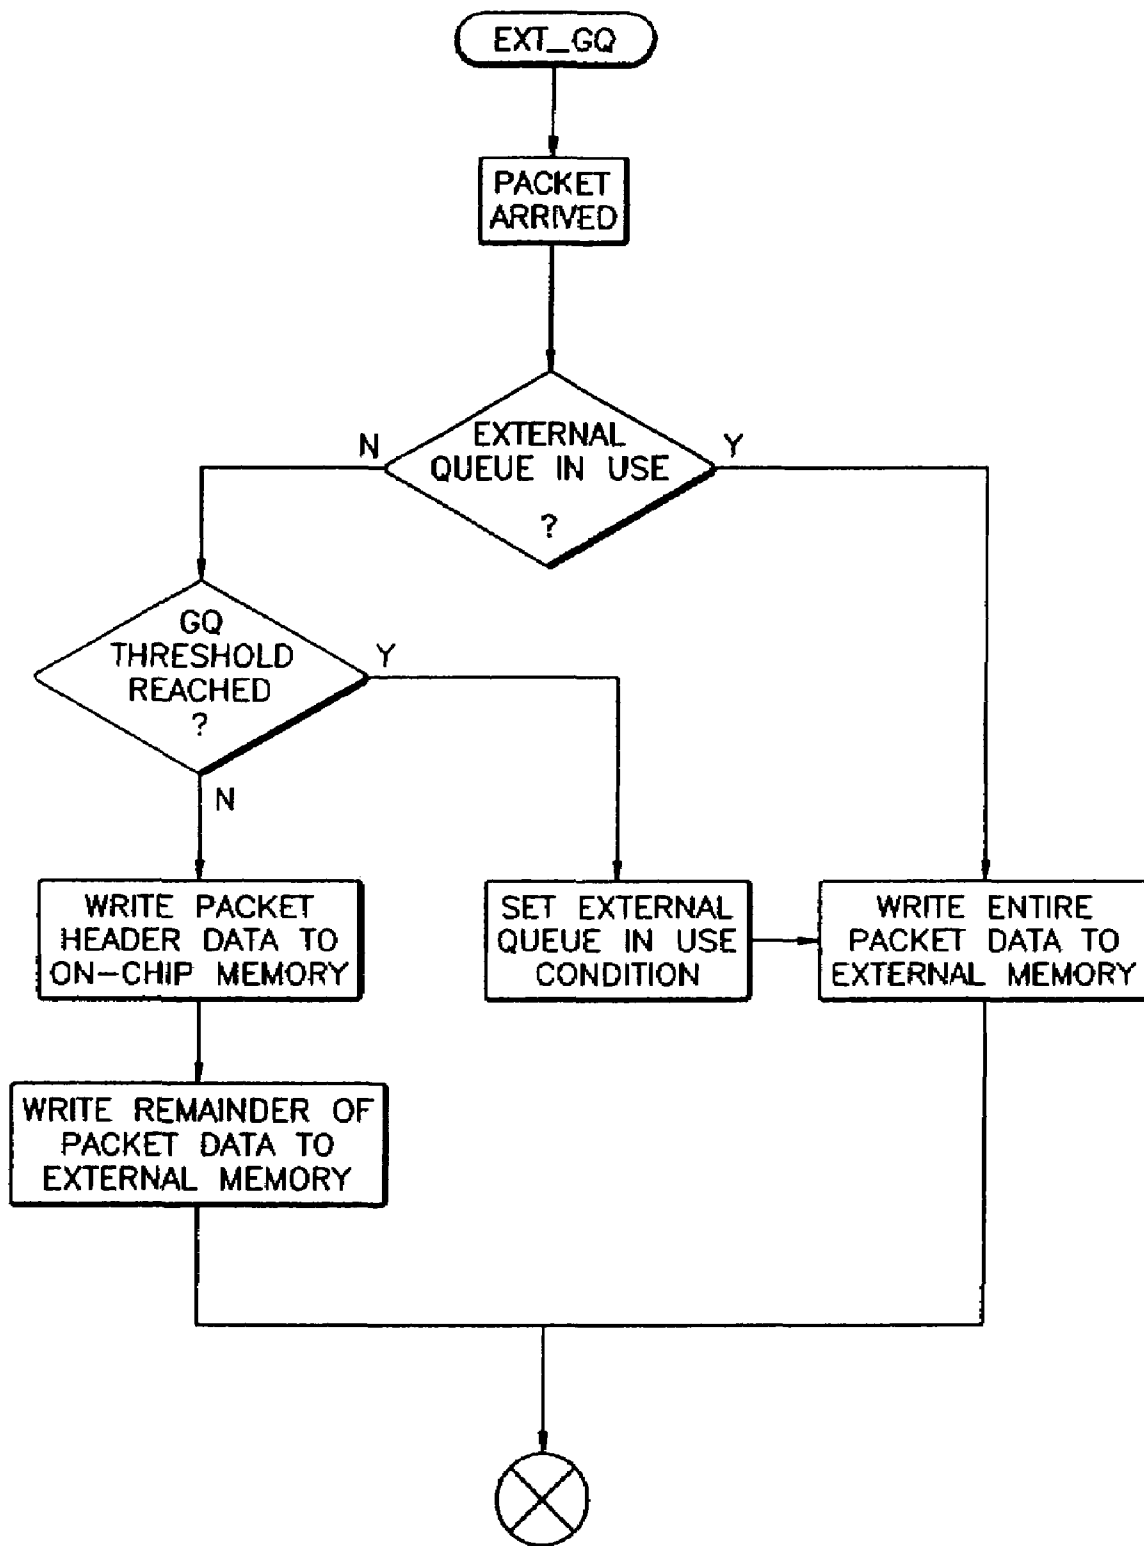 EXT_GQ
PACKET
ARRIVED
N
EXTERNAL
QUEUE IN USE
?
Y
GQ
THRESHOLD
REACHED
?
Y
N
WRITE PACKET
HEADER DATA TO
ON-CHIP MEMORY
SET EXTERNAL
QUEUE IN USE
CONDITION
WRITE ENTIRE
PACKET DATA TO
EXTERNAL MEMORY
WRITE REMAINDER OF
PACKET DATA TO
EXTERNAL MEMORY